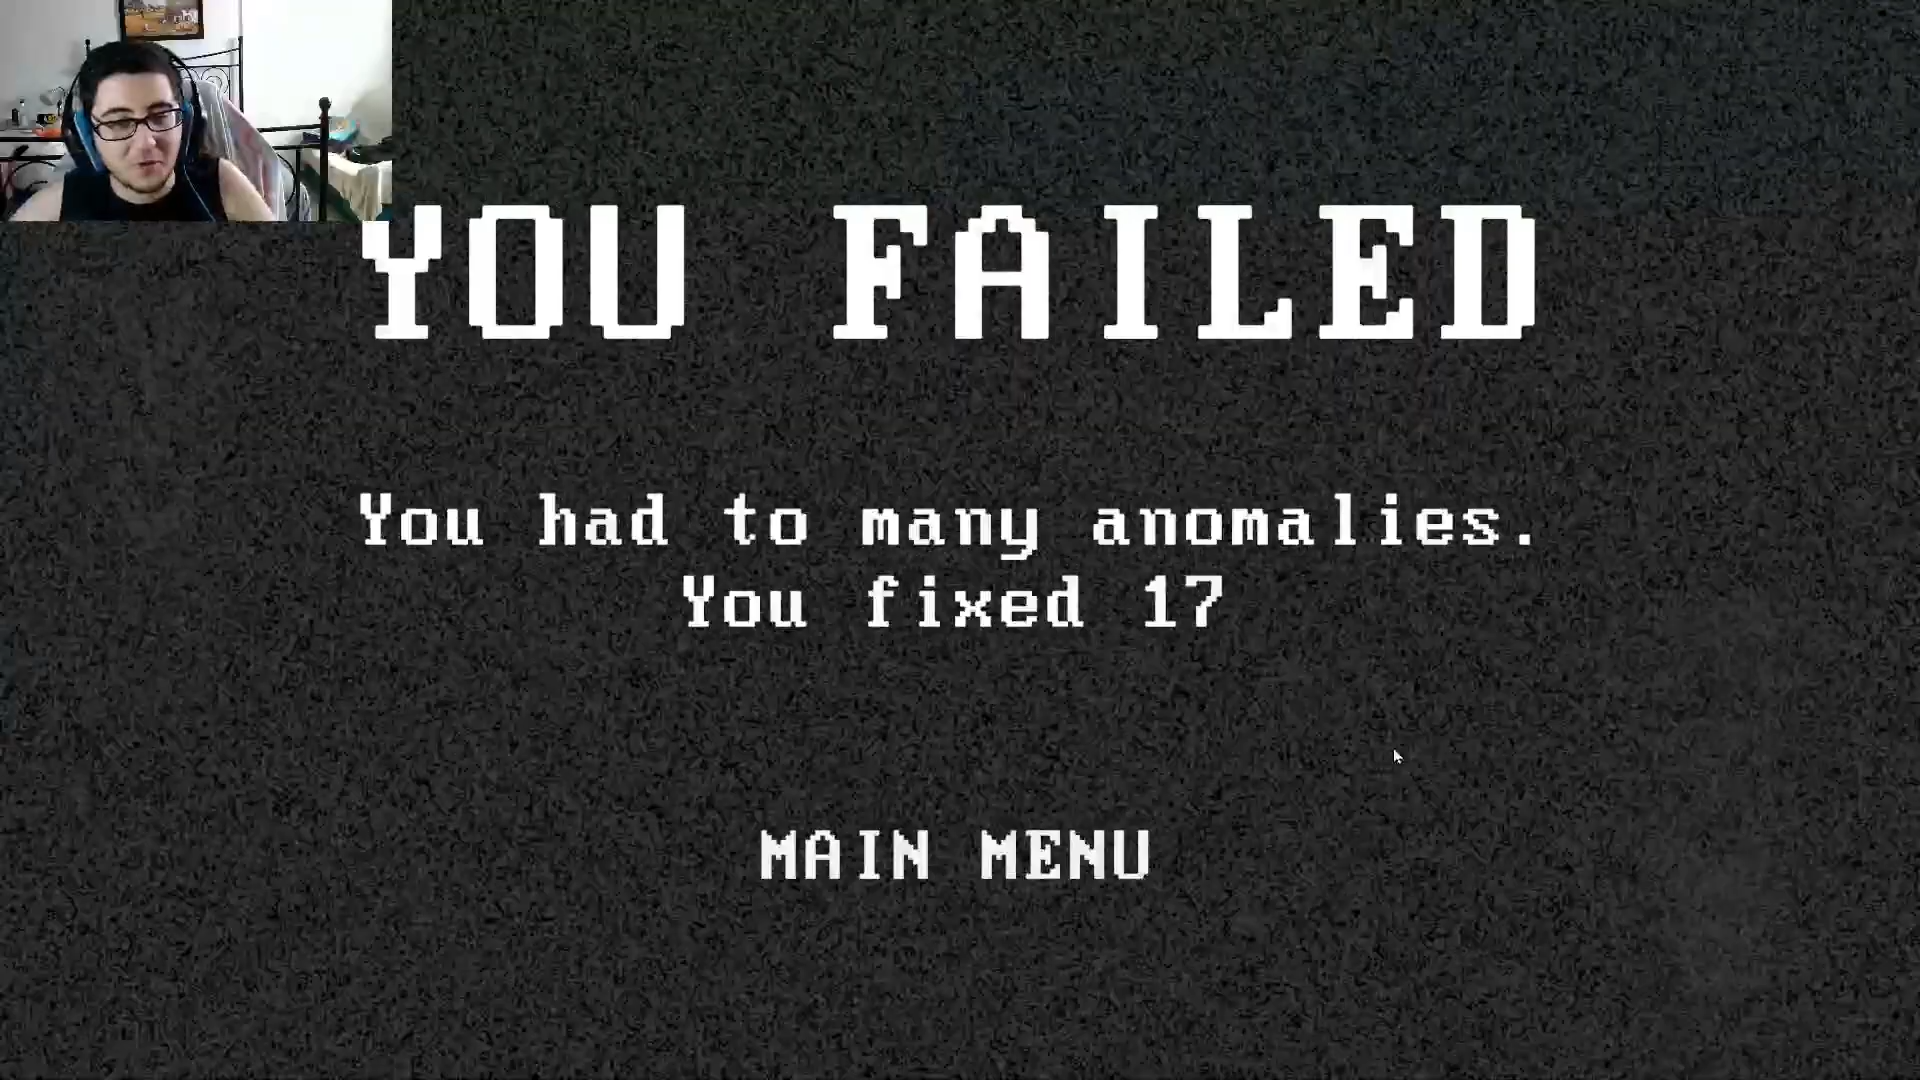 YOU FAILED
You had to many anomalies.
You fixed 17
MAIN MENU